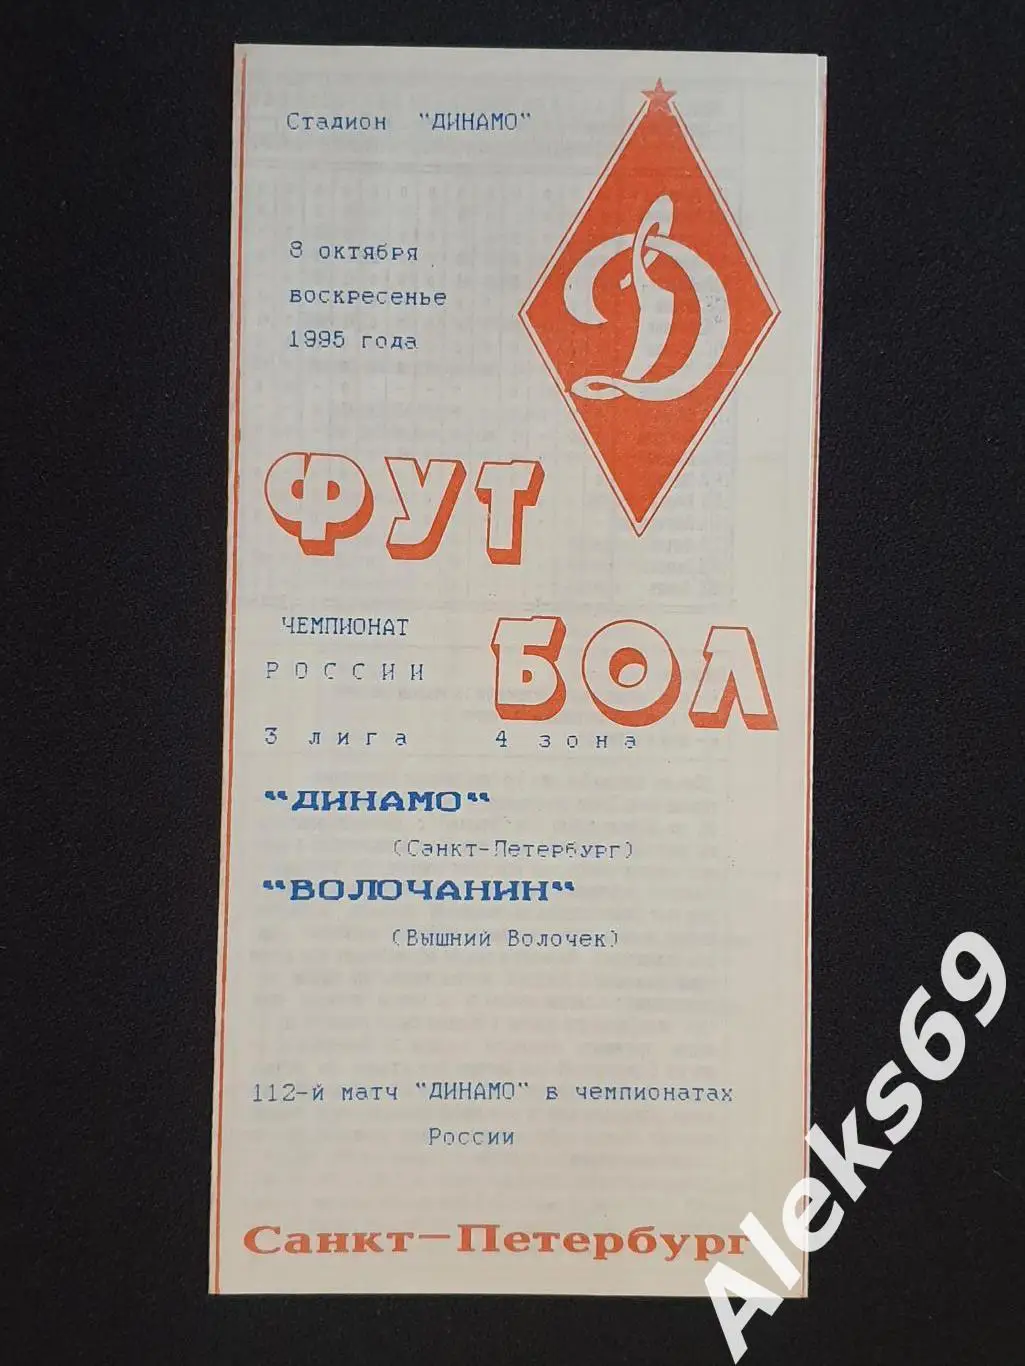 Стадион "ДИНАМО"
8 октября
воскресенье
1995 года
ФУТ
БОЛ
ЧЕМПИОНАТ
РОССИИ
3 лига 4 зона
"ДИНАМО"
(Санкт-Петербург)
"ВОЛОЧАНИН"
(Вышний Волочек)
112-й матч "ДИНАМО" в чемпионатах
России
Санкт-Петербург
Aleks69